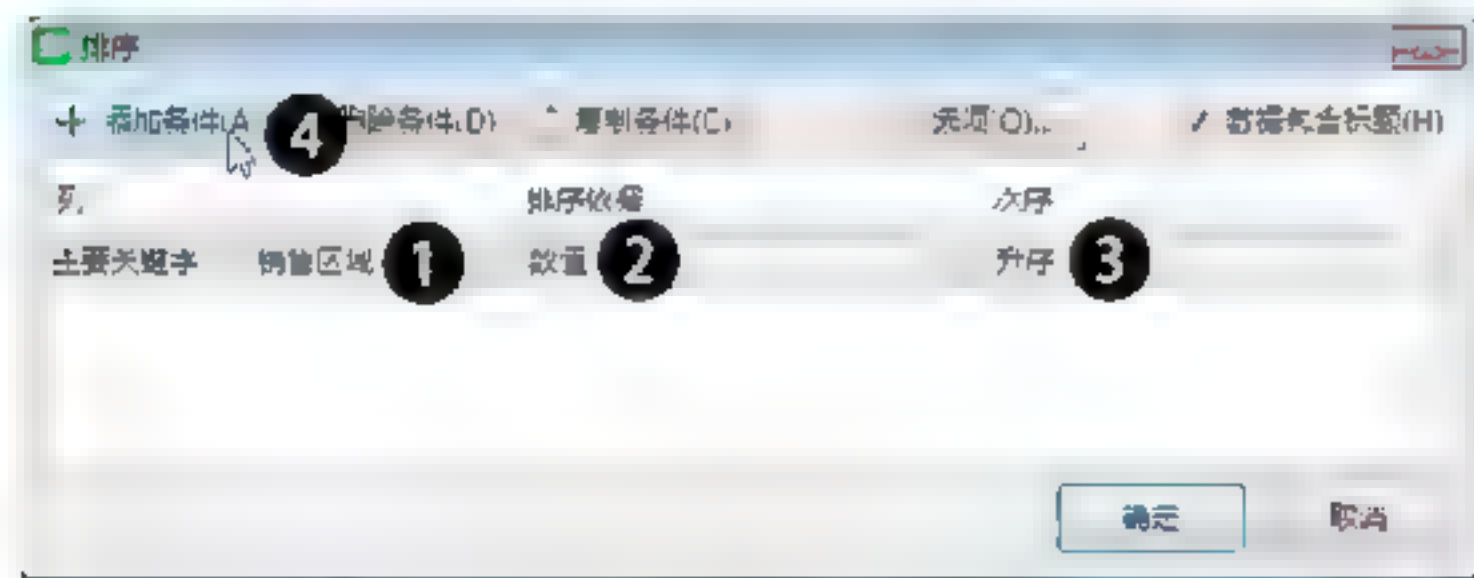 排序
添加条件(A 4 删除条件(D) 复制条件(C) 选项(O)... 数据包含标题(H)
列 排序依据 次序
主要关键字 销售区域 1 数值 2 升序 3
确定 取消